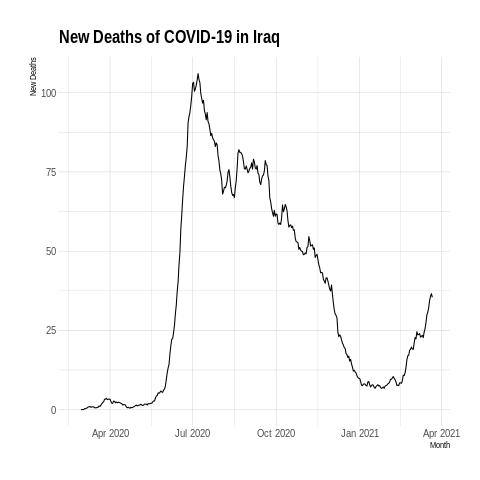 New Deaths of COVID-19 in Iraq
New Deaths
100
75
50
25
0
Apr 2020 Jul 2020 Oct 2020 Jan 2021 Apr 2021
Month